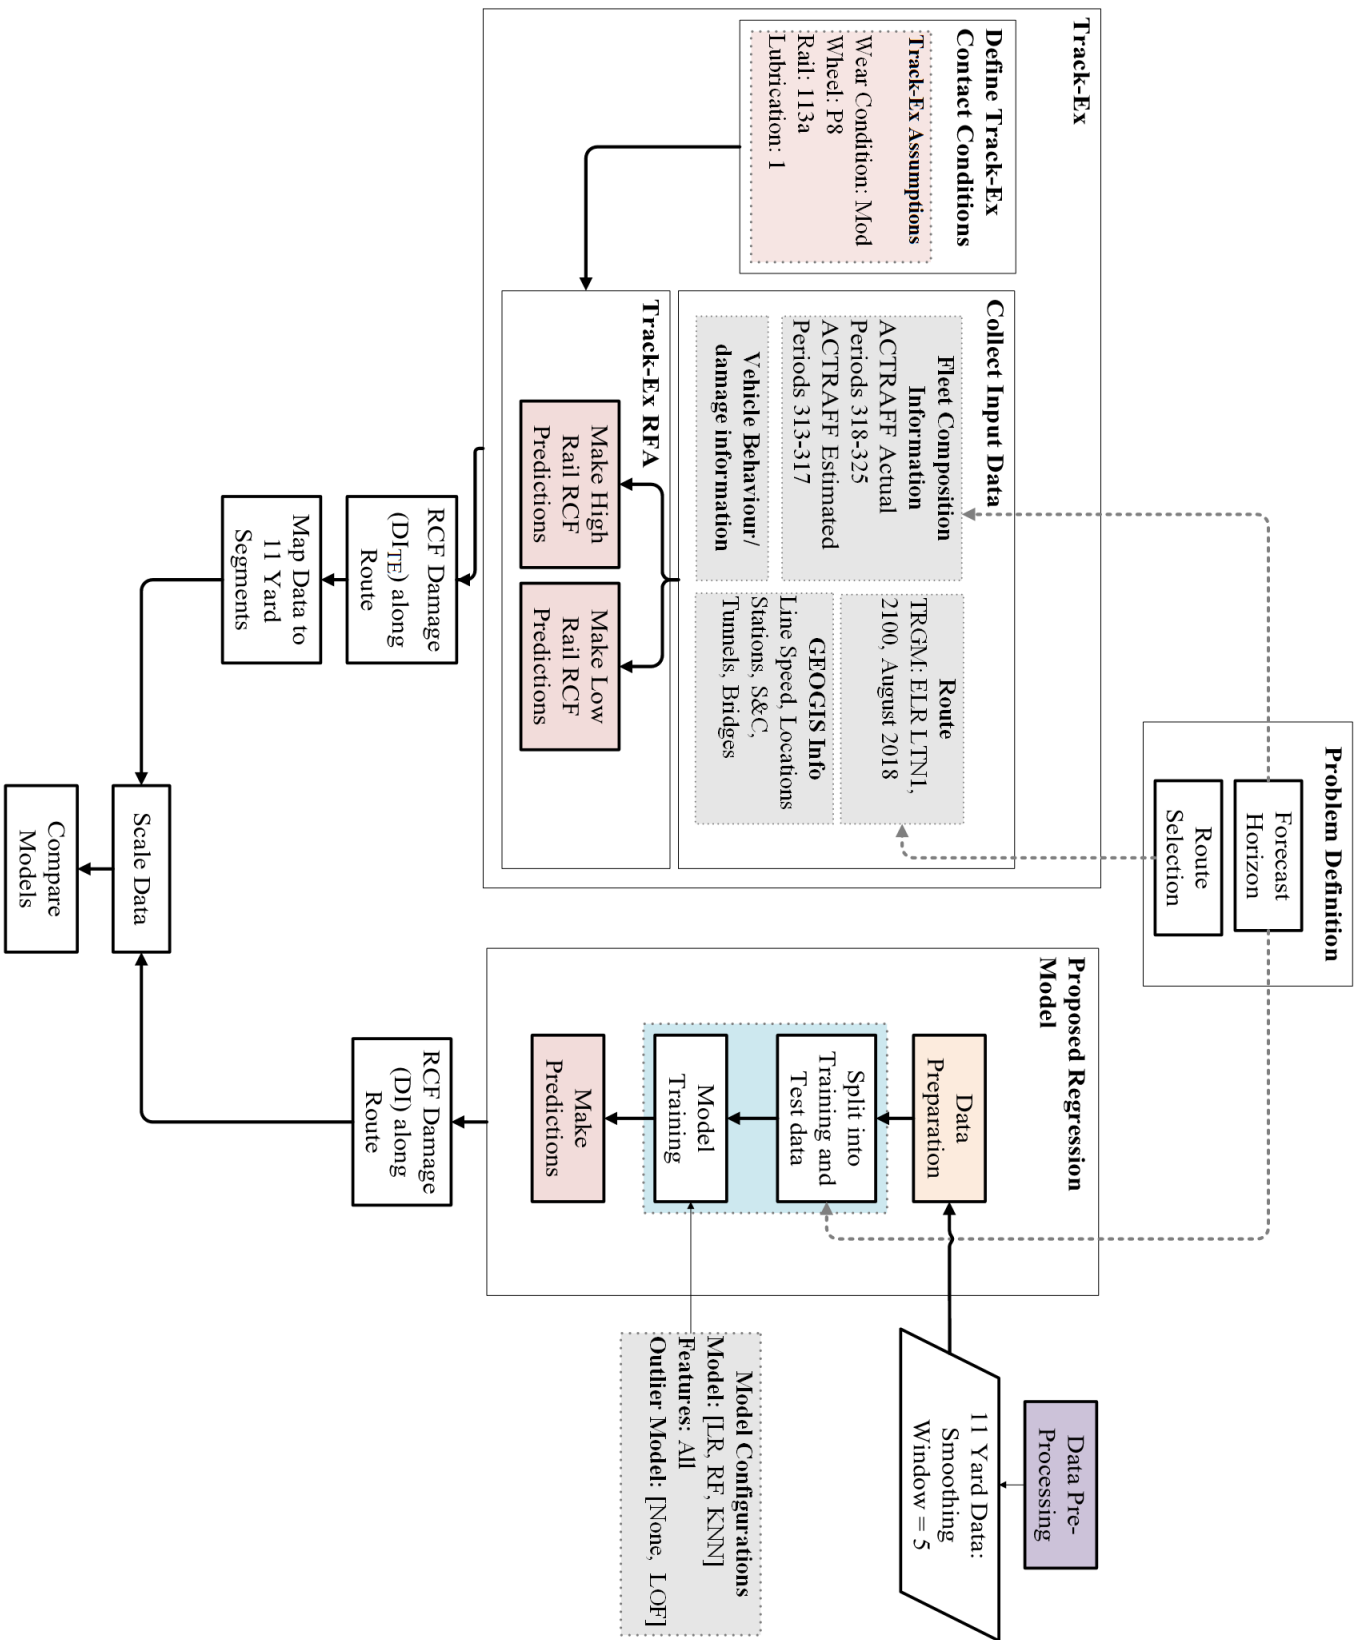 Problem Definition
Forecast
Horizon
Route
Selection
Track-Ex
Define Track-Ex
Contact Conditions
Track-Ex Assumptions
Wear Condition: Mod
Wheel: P8
Rail: 113a
Lubrication: 1
Collect Input Data
Fleet Composition
Information
ACTRAFF Actual
Periods 318-325
ACTRAFF Estimated
Periods 313-317
Route
TRGM: ELR LTN1,
2100, August 2018
Vehicle Behaviour/
damage information
GEOGIS Info
Line Speed, Locations
Stations, S&C,
Tunnels, Bridges
Track-Ex RFA
Make High
Rail RCF
Predictions
Make Low
Rail RCF
Predictions
RCF Damage
(DITE) along
Route
Map Data to
11 Yard
Segments
Proposed Regression
Model
Data
Preparation
Split into
Training and
Test data
Model
Training
Make
Predictions
Data Pre-
Processing
11 Yard Data:
Smoothing
Window = 5
Model Configurations
Model: [LR, RF, KNN]
Features: All
Outlier Model: [None, LOF]
RCF Damage
(DI) along
Route
Scale Data
Compare
Models